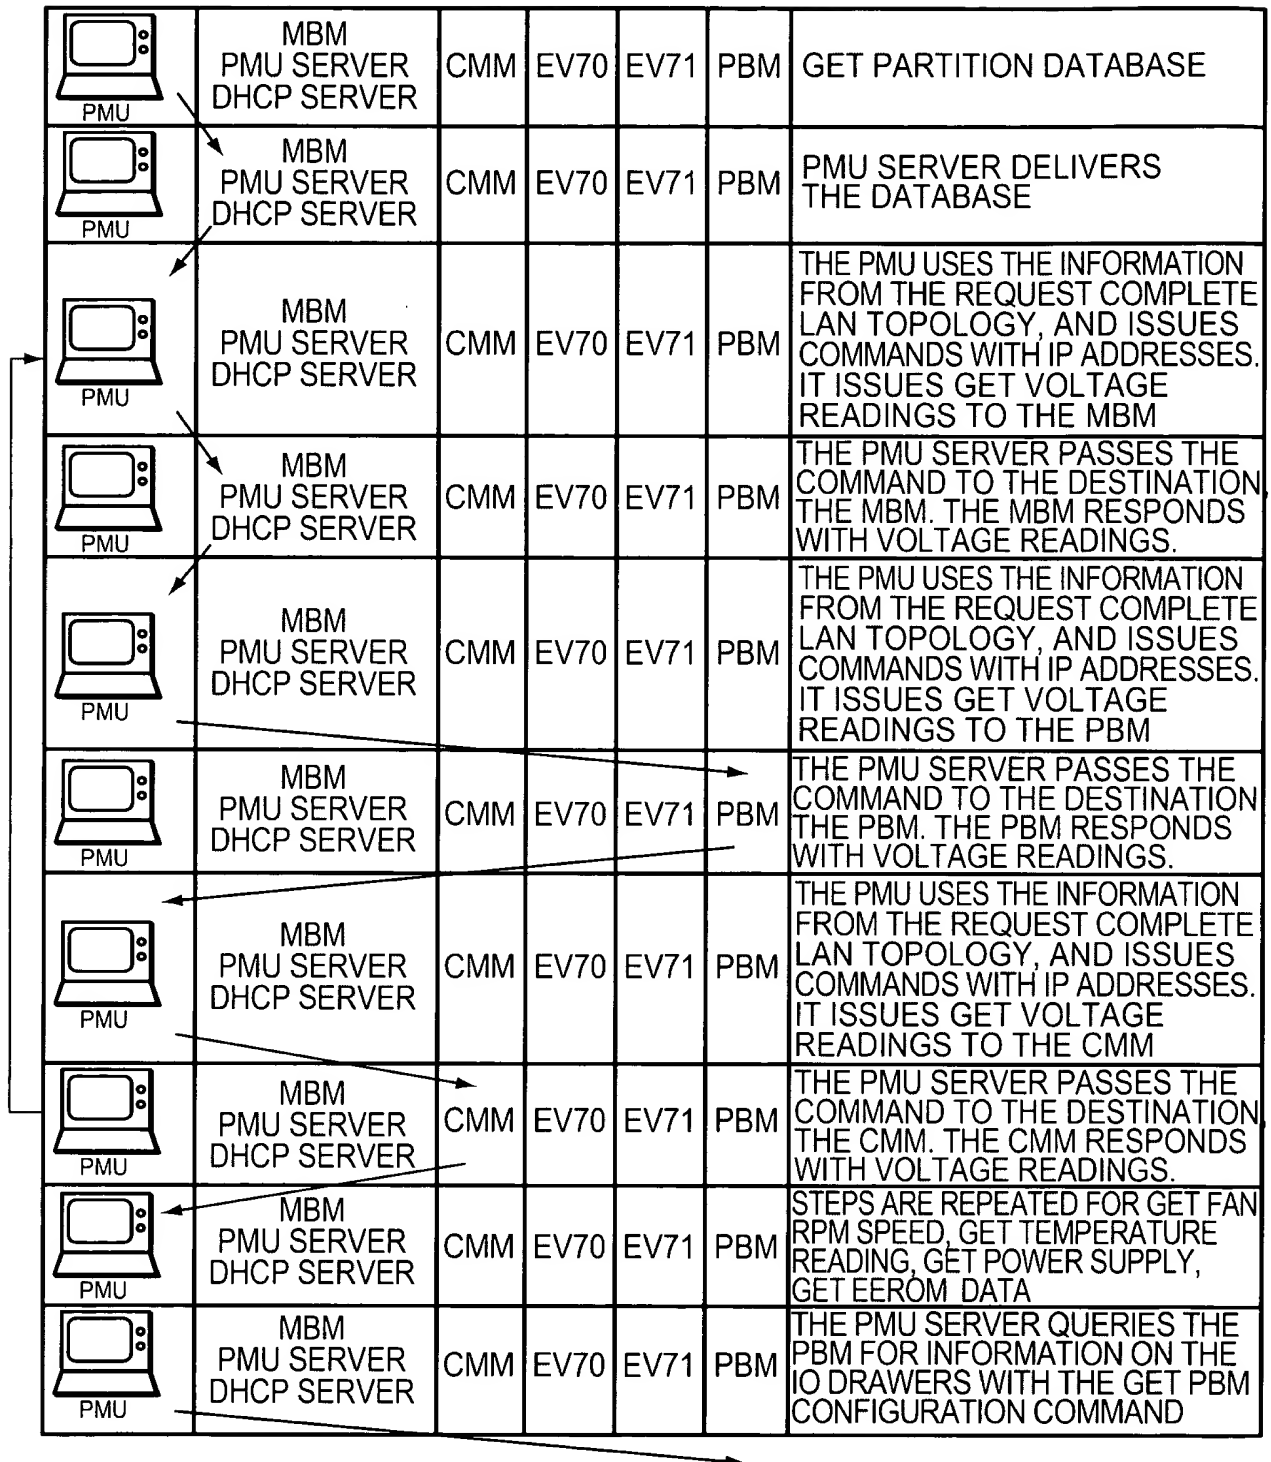 MBM
PMU SERVER
DHCP SERVER
CMM
EV70
EV71
PBM
GET PARTITION DATABASE
PMU
MBM
PMU SERVER
DHCP SERVER
CMM
EV70
EV71
PBM
PMU SERVER DELIVERS
THE DATABASE
PMU
MBM
PMU SERVER
DHCP SERVER
CMM
EV70
EV71
PBM
THE PMU USES THE INFORMATION
FROM THE REQUEST COMPLETE
LAN TOPOLOGY, AND ISSUES
COMMANDS WITH IP ADDRESSES.
IT ISSUES GET VOLTAGE
READINGS TO THE MBM
PMU
MBM
PMU SERVER
DHCP SERVER
CMM
EV70
EV71
PBM
THE PMU SERVER PASSES THE
COMMAND TO THE DESTINATION
THE MBM. THE MBM RESPONDS
WITH VOLTAGE READINGS.
PMU
MBM
PMU SERVER
DHCP SERVER
CMM
EV70
EV71
PBM
THE PMU USES THE INFORMATION
FROM THE REQUEST COMPLETE
LAN TOPOLOGY, AND ISSUES
COMMANDS WITH IP ADDRESSES.
IT ISSUES GET VOLTAGE
READINGS TO THE PBM
PMU
MBM
PMU SERVER
DHCP SERVER
CMM
EV70
EV71
PBM
THE PMU SERVER PASSES THE
COMMAND TO THE DESTINATION
THE PBM. THE PBM RESPONDS
WITH VOLTAGE READINGS.
PMU
MBM
PMU SERVER
DHCP SERVER
CMM
EV70
EV71
PBM
THE PMU USES THE INFORMATION
FROM THE REQUEST COMPLETE
LAN TOPOLOGY, AND ISSUES
COMMANDS WITH IP ADDRESSES.
IT ISSUES GET VOLTAGE
READINGS TO THE CMM
PMU
MBM
PMU SERVER
DHCP SERVER
CMM
EV70
EV71
PBM
THE PMU SERVER PASSES THE
COMMAND TO THE DESTINATION
THE CMM. THE CMM RESPONDS
WITH VOLTAGE READINGS.
PMU
MBM
PMU SERVER
DHCP SERVER
CMM
EV70
EV71
PBM
STEPS ARE REPEATED FOR GET FAN
RPM SPEED, GET TEMPERATURE
READING, GET POWER SUPPLY,
GET EEROM DATA
PMU
MBM
PMU SERVER
DHCP SERVER
CMM
EV70
EV71
PBM
THE PMU SERVER QUERIES THE
PBM FOR INFORMATION ON THE
IO DRAWERS WITH THE GET PBM
CONFIGURATION COMMAND
PMU